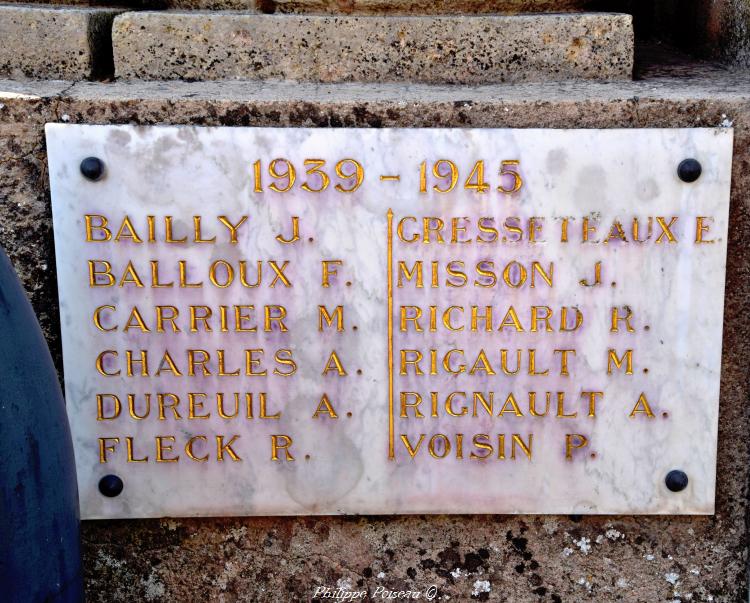 1939 - 1945
BAILLY J.
BALLOUX F.
CARRIER M.
CHARLES A.
DUREUIL A.
FLECK R.
GRESSETEAUX E.
MISSON J.
RICHARD R.
RIGAULT M.
RIGNAULT A.
VOISIN P.
Philippe Poiseau ©.